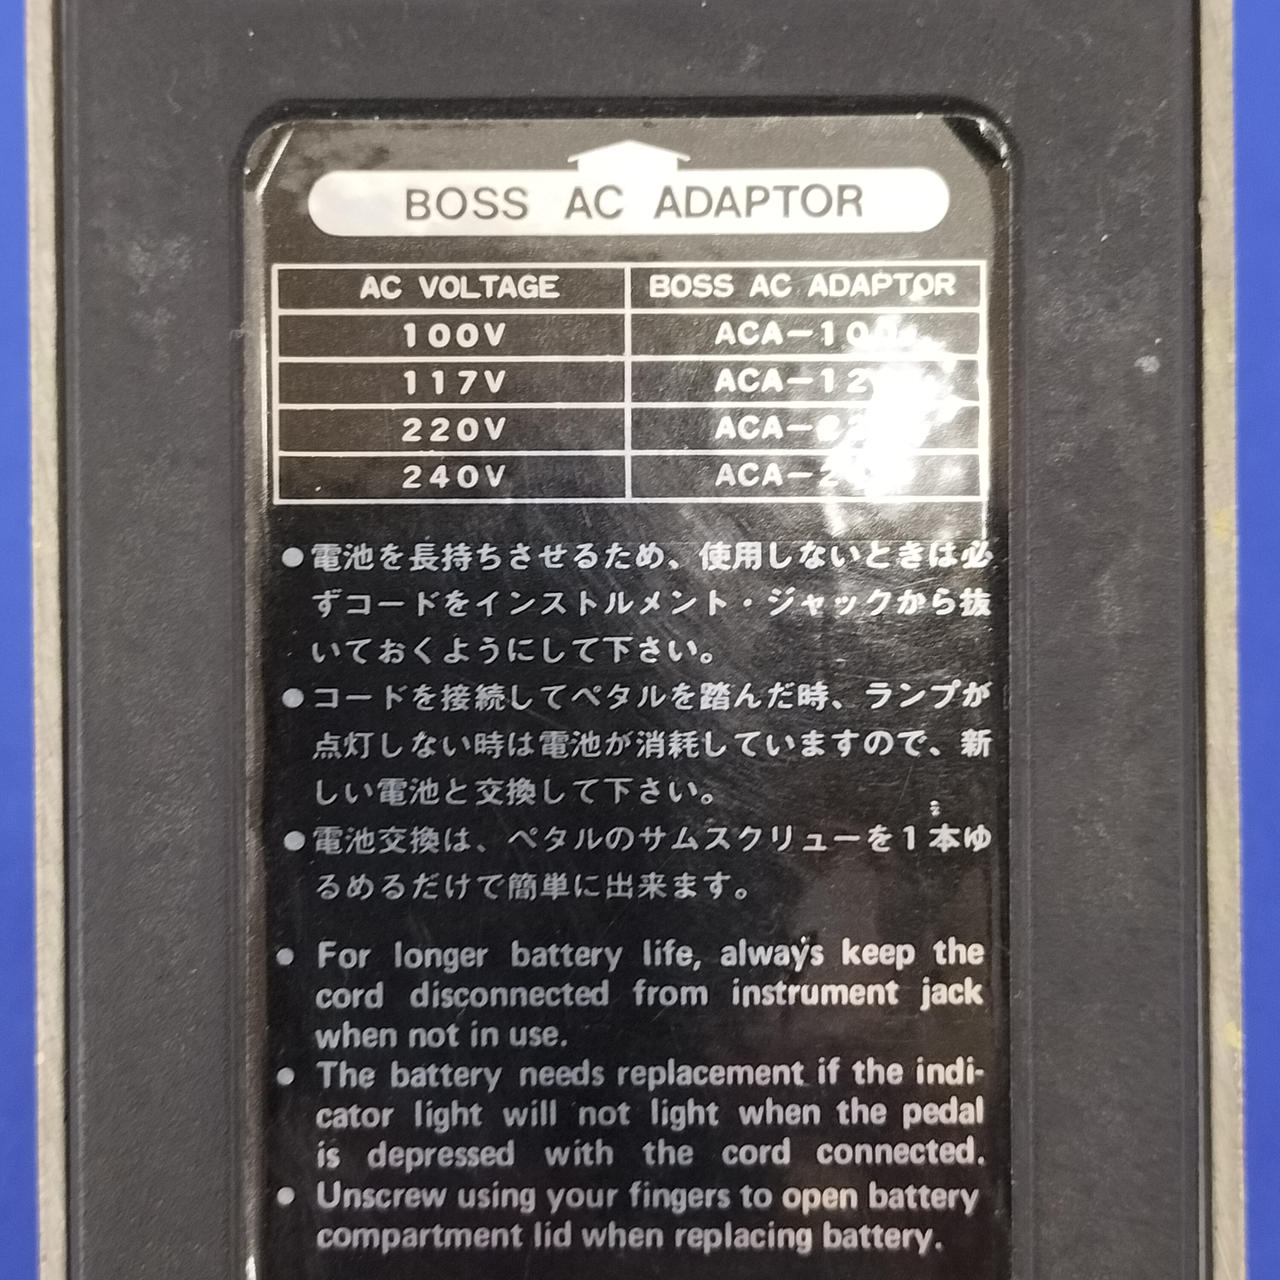 BOSS AC ADAPTOR
AC VOLTAGE BOSS AC ADAPTOR
100V ACA-100
117V
220V
240V
●電池を長持ちさせるため、使用しないときは必
ずコードをインストルメント・ジャックから抜
いておくようにして下さい。
●コードを接続してペタルを踏んだ時、ランプが
点灯しない時は電池が消耗していますので、新
しい電池と交換して下さい。
●電池交換は、ペタルのサムスクリューを1本ゆ
るめるだけで簡単に出来ます。
● For longer battery life, always keep the
cord disconnected from instrument jack
when not in use.
● The battery needs replacement if the indi-
cator light will not light when the pedal
is depressed with the cord connected.
● Unscrew using your fingers to open battery
compartment lid when replacing battery.